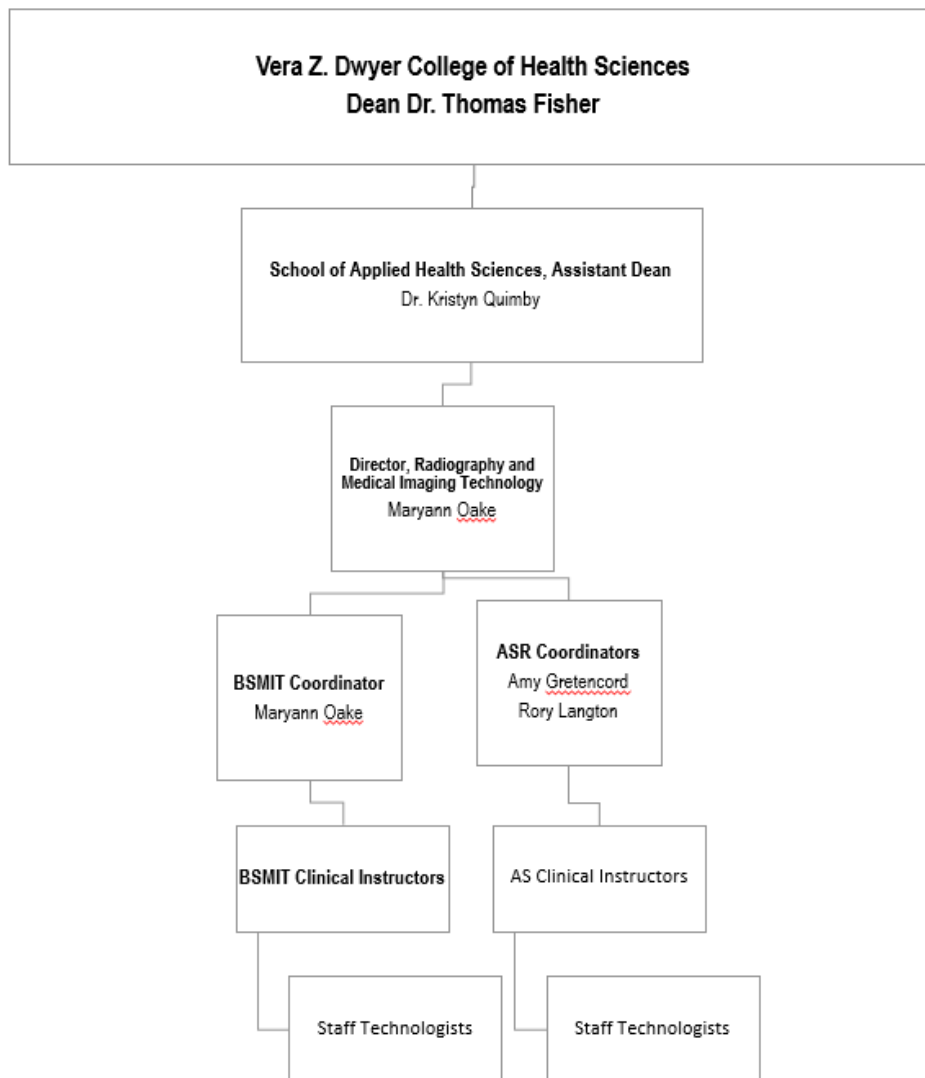 Vera Z. Dwyer College of Health Sciences
Dean Dr. Thomas Fisher
School of Applied Health Sciences, Assistant Dean
Dr. Kristyn Quimby
Director, Radiography and
Medical Imaging Technology
Maryann Oake
BSMIT Coordinator
Maryann Oake
ASR Coordinators
Amy Gretencord
Rory Langton
BSMIT Clinical Instructors
AS Clinical Instructors
Staff Technologists
Staff Technologists